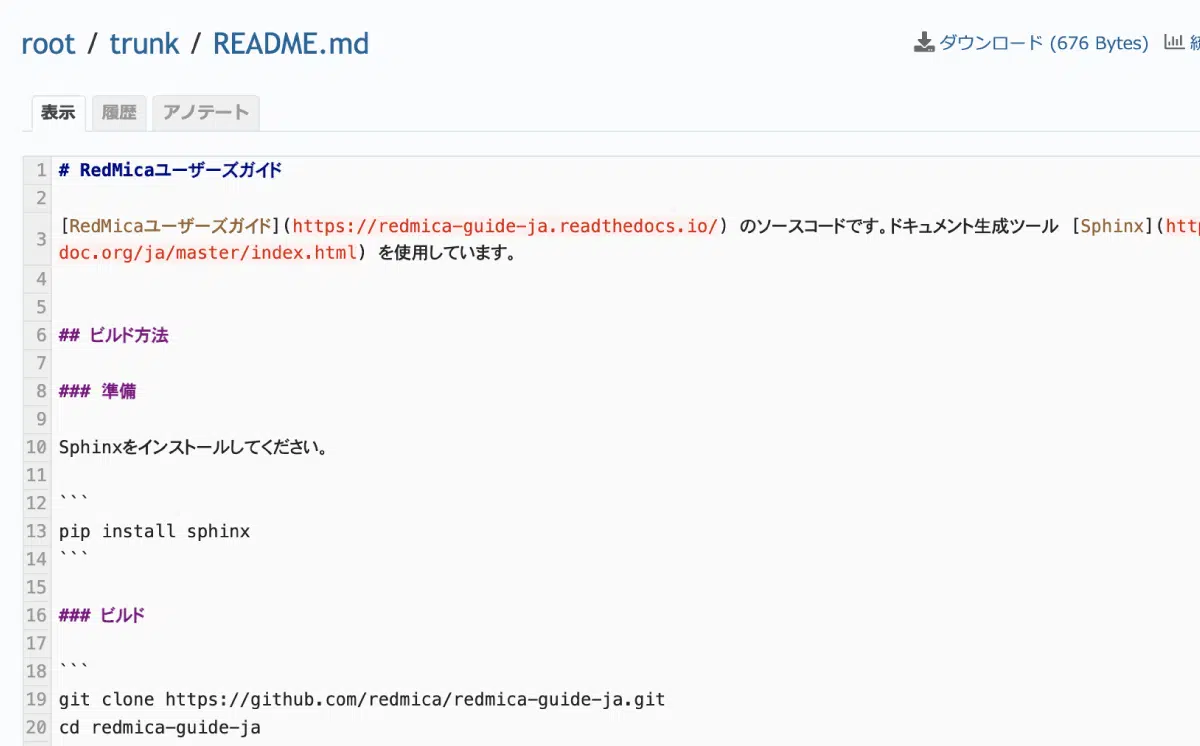 root / trunk / README.md
ダウンロード (676 Bytes)
表示 履歴 アノテート
1 # RedMicaユーザーズガイド
2
3 [RedMicaユーザーズガイド](https://redmica-guide-ja.readthedocs.io/) のソースコードです。ドキュメント生成ツール [Sphinx](http
doc.org/ja/master/index.html) を使用しています。
4
5
6 ## ビルド方法
7
8 ### 準備
9
10 Sphinxをインストールしてください。
11
12 ```
13 pip install sphinx
14 ```
15
16 ### ビルド
17
18 ```
19 git clone https://github.com/redmica/redmica-guide-ja.git
20 cd redmica-guide-ja